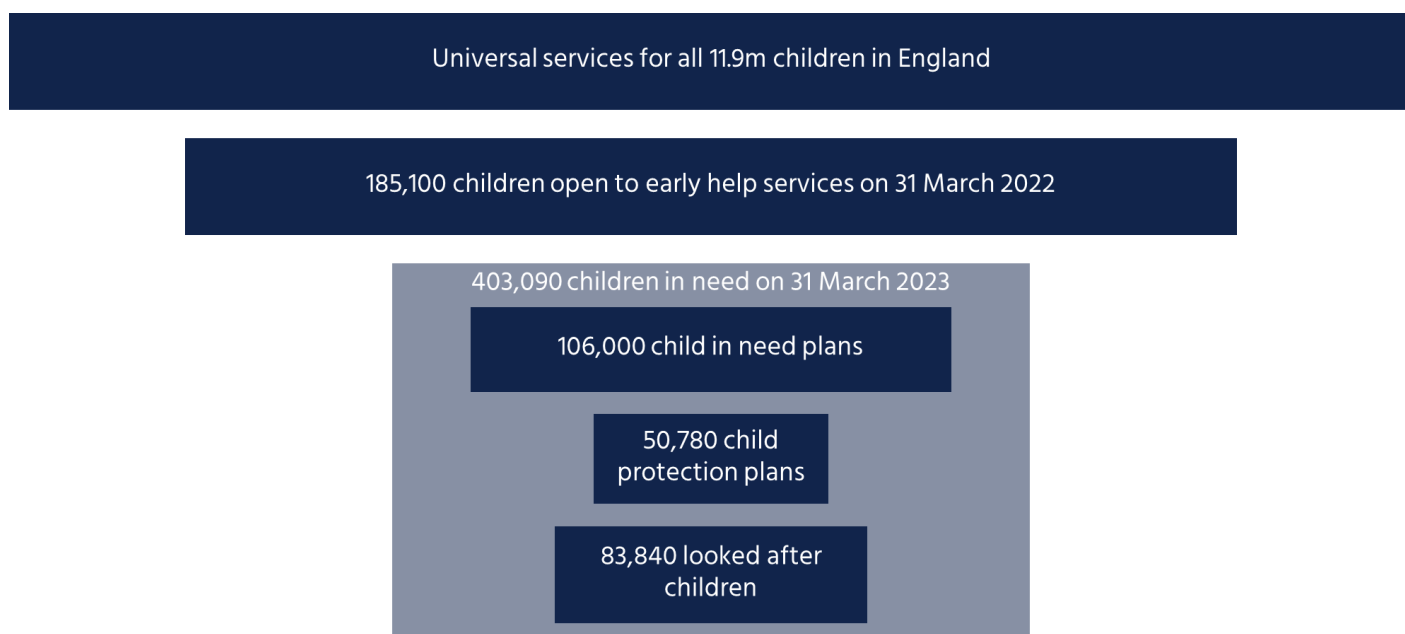 Universal services for all 11.9m children in England
185,100 children open to early help services on 31 March 2022
403,090 children in need on 31 March 2023
106,000 child in need plans
50,780 child
protection plans
83,840 looked after
children